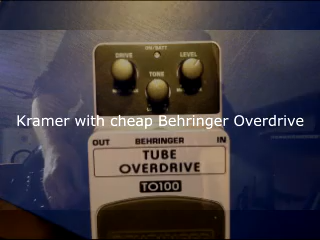 ON/BATT
DRIVE
LEVEL
TONE
Kramer with cheap Behringer Overdrive
OUT BEHRINGER IN
TUBE
OVERDRIVE
TO100